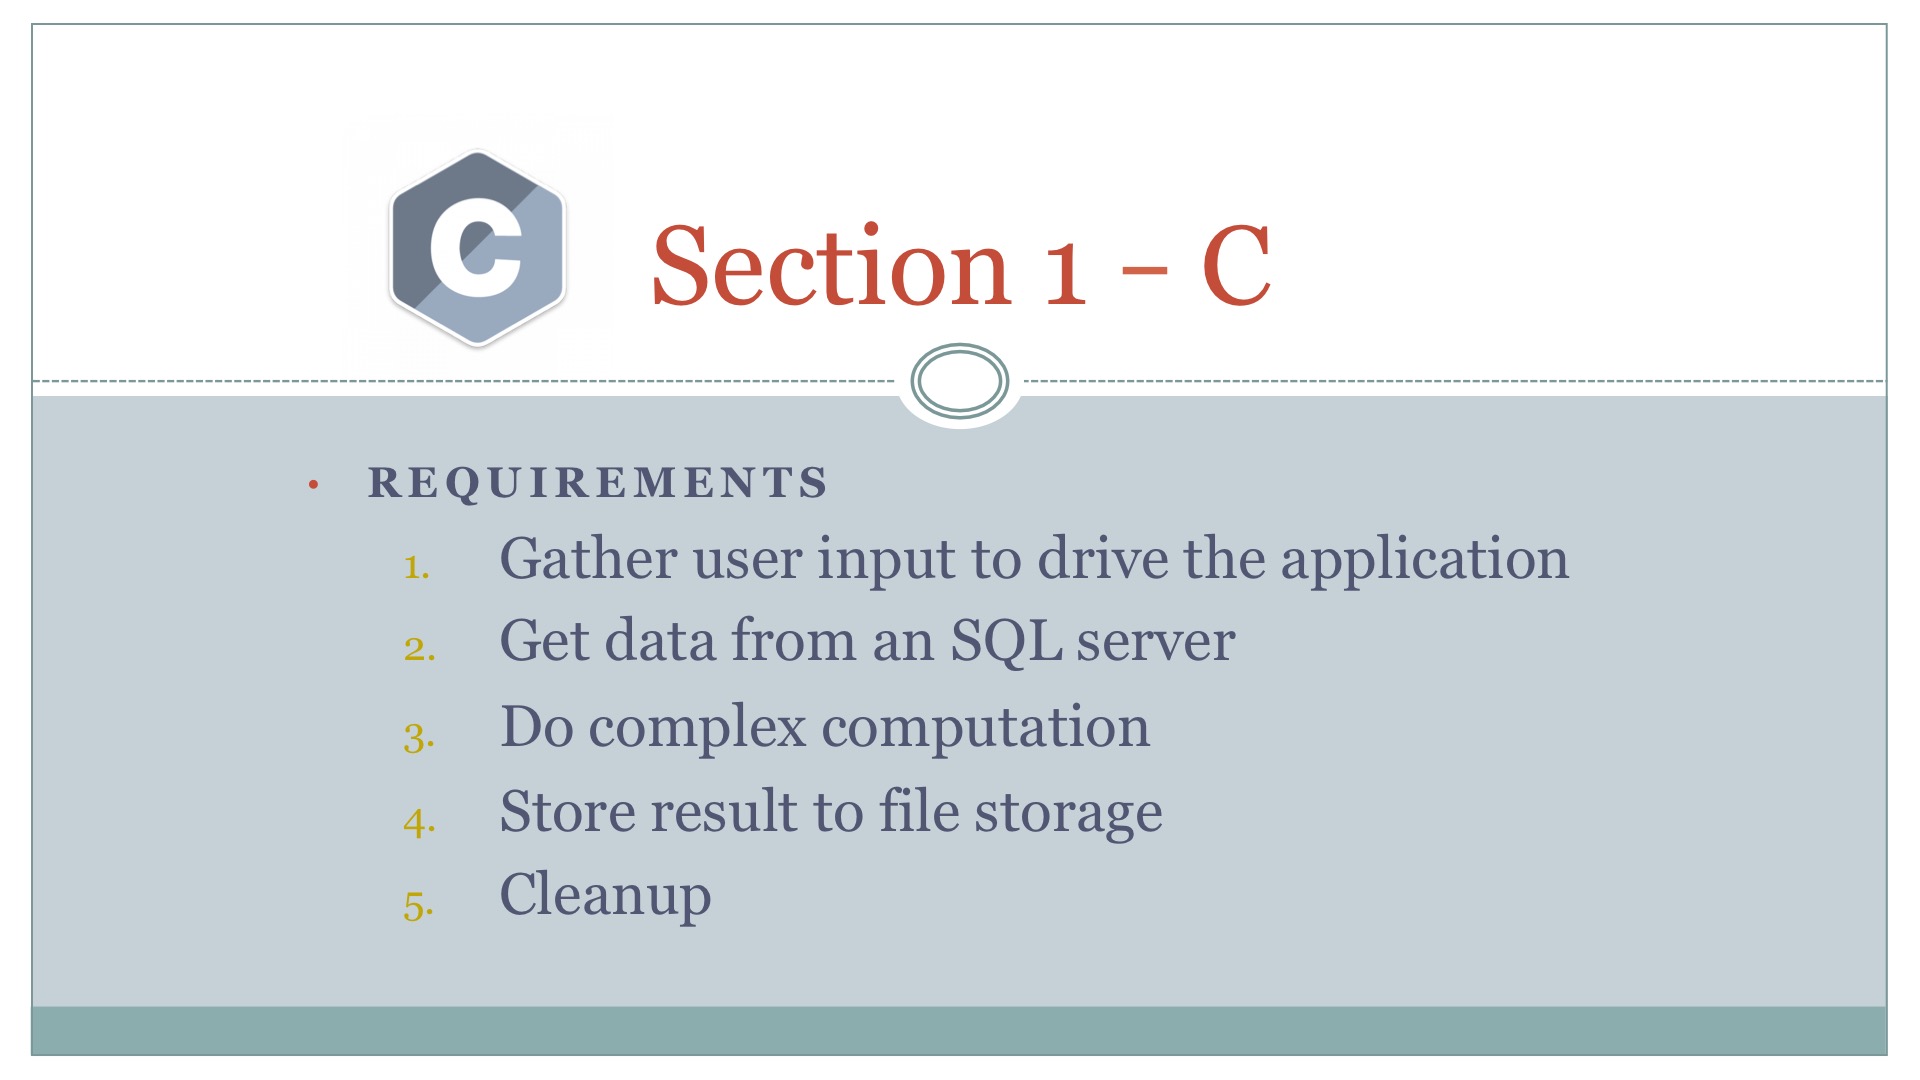 C
Section 1 – C
• REQUIREMENTS
1. Gather user input to drive the application
2. Get data from an SQL server
3. Do complex computation
4. Store result to file storage
5. Cleanup